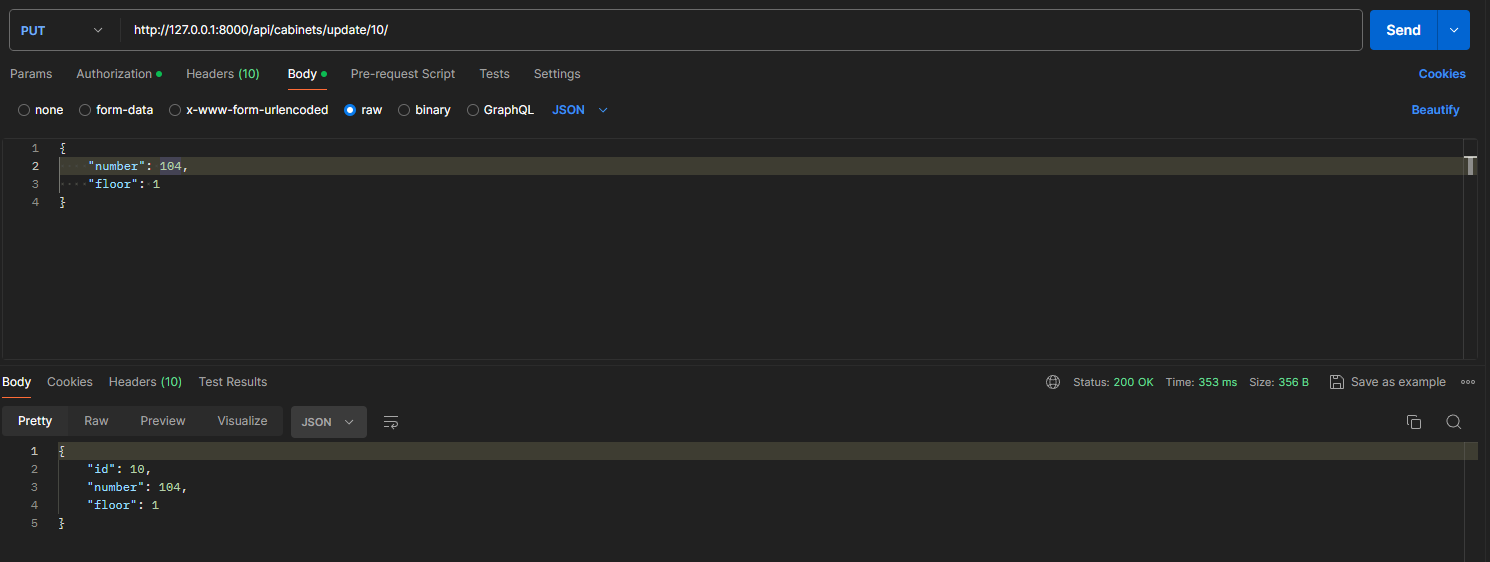 PUT http://127.0.0.1:8000/api/cabinets/update/10/ Send
Params Authorization Headers (10) Body Pre-request Script Tests Settings Cookies
none form-data x-www-form-urlencoded raw binary GraphQL JSON Beautify
1 {
2 "number": 104,
3 "floor": 1
4 }
Body Cookies Headers (10) Test Results Status: 200 OK Time: 353 ms Size: 356 B Save as example
Pretty Raw Preview Visualize JSON
1 {
2 "id": 10,
3 "number": 104,
4 "floor": 1
5 }